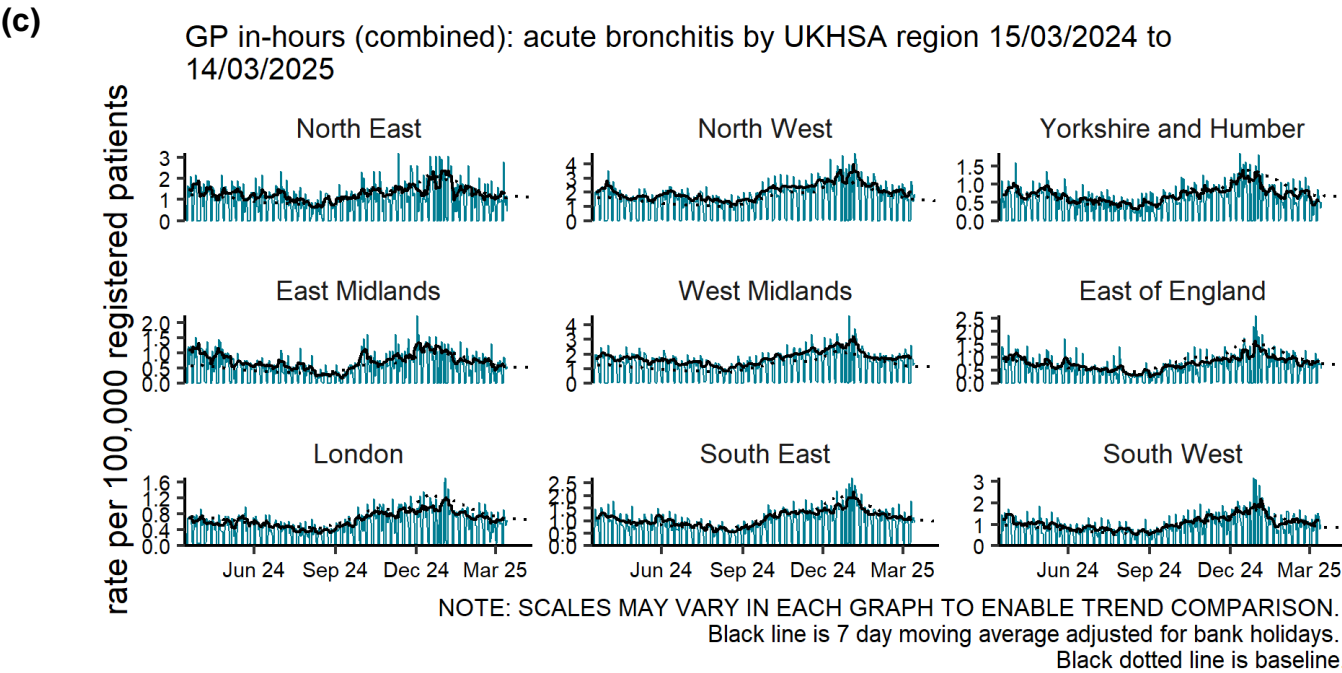 (c)
GP in-hours (combined): acute bronchitis by UKHSA region 15/03/2024 to
14/03/2025
rate per 100,000 registered patients
North East
3
2
1
0
North West
4
3
2
1
0
Yorkshire and Humber
1.5
1.0
0.5
0.0
East Midlands
2.0
1.5
1.0
0.5
0.0
West Midlands
4
3
2
1
0
East of England
2.5
2.0
1.5
1.0
0.5
0.0
London
1.6
1.2
0.8
0.4
0.0
South East
2.5
2.0
1.5
1.0
0.5
0.0
South West
3
2
1
0
Jun 24 Sep 24 Dec 24 Mar 25
Jun 24 Sep 24 Dec 24 Mar 25
Jun 24 Sep 24 Dec 24 Mar 25
NOTE: SCALES MAY VARY IN EACH GRAPH TO ENABLE TREND COMPARISON.
Black line is 7 day moving average adjusted for bank holidays.
Black dotted line is baseline